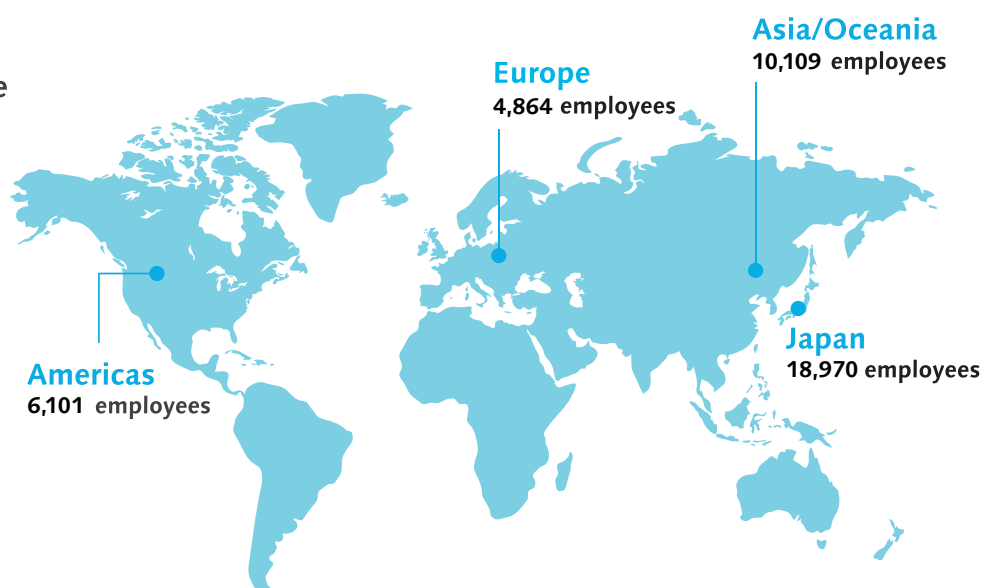 Asia/Oceania
10,109 employees
Europe
4,864 employees
e
Japan
18,970 employees
Americas
6,101 employees